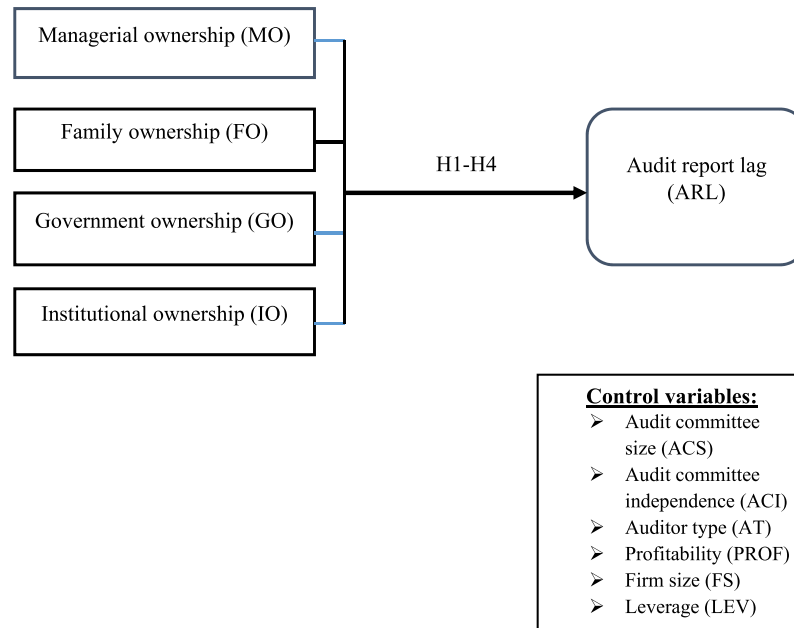 Managerial ownership (MO)
Family ownership (FO)
Government ownership (GO)
Institutional ownership (IO)
H1-H4
Audit report lag
(ARL)
Control variables:
➢ Audit committee
size (ACS)
➢ Audit committee
independence (ACI)
➢ Auditor type (AT)
➢ Profitability (PROF)
➢ Firm size (FS)
➢ Leverage (LEV)